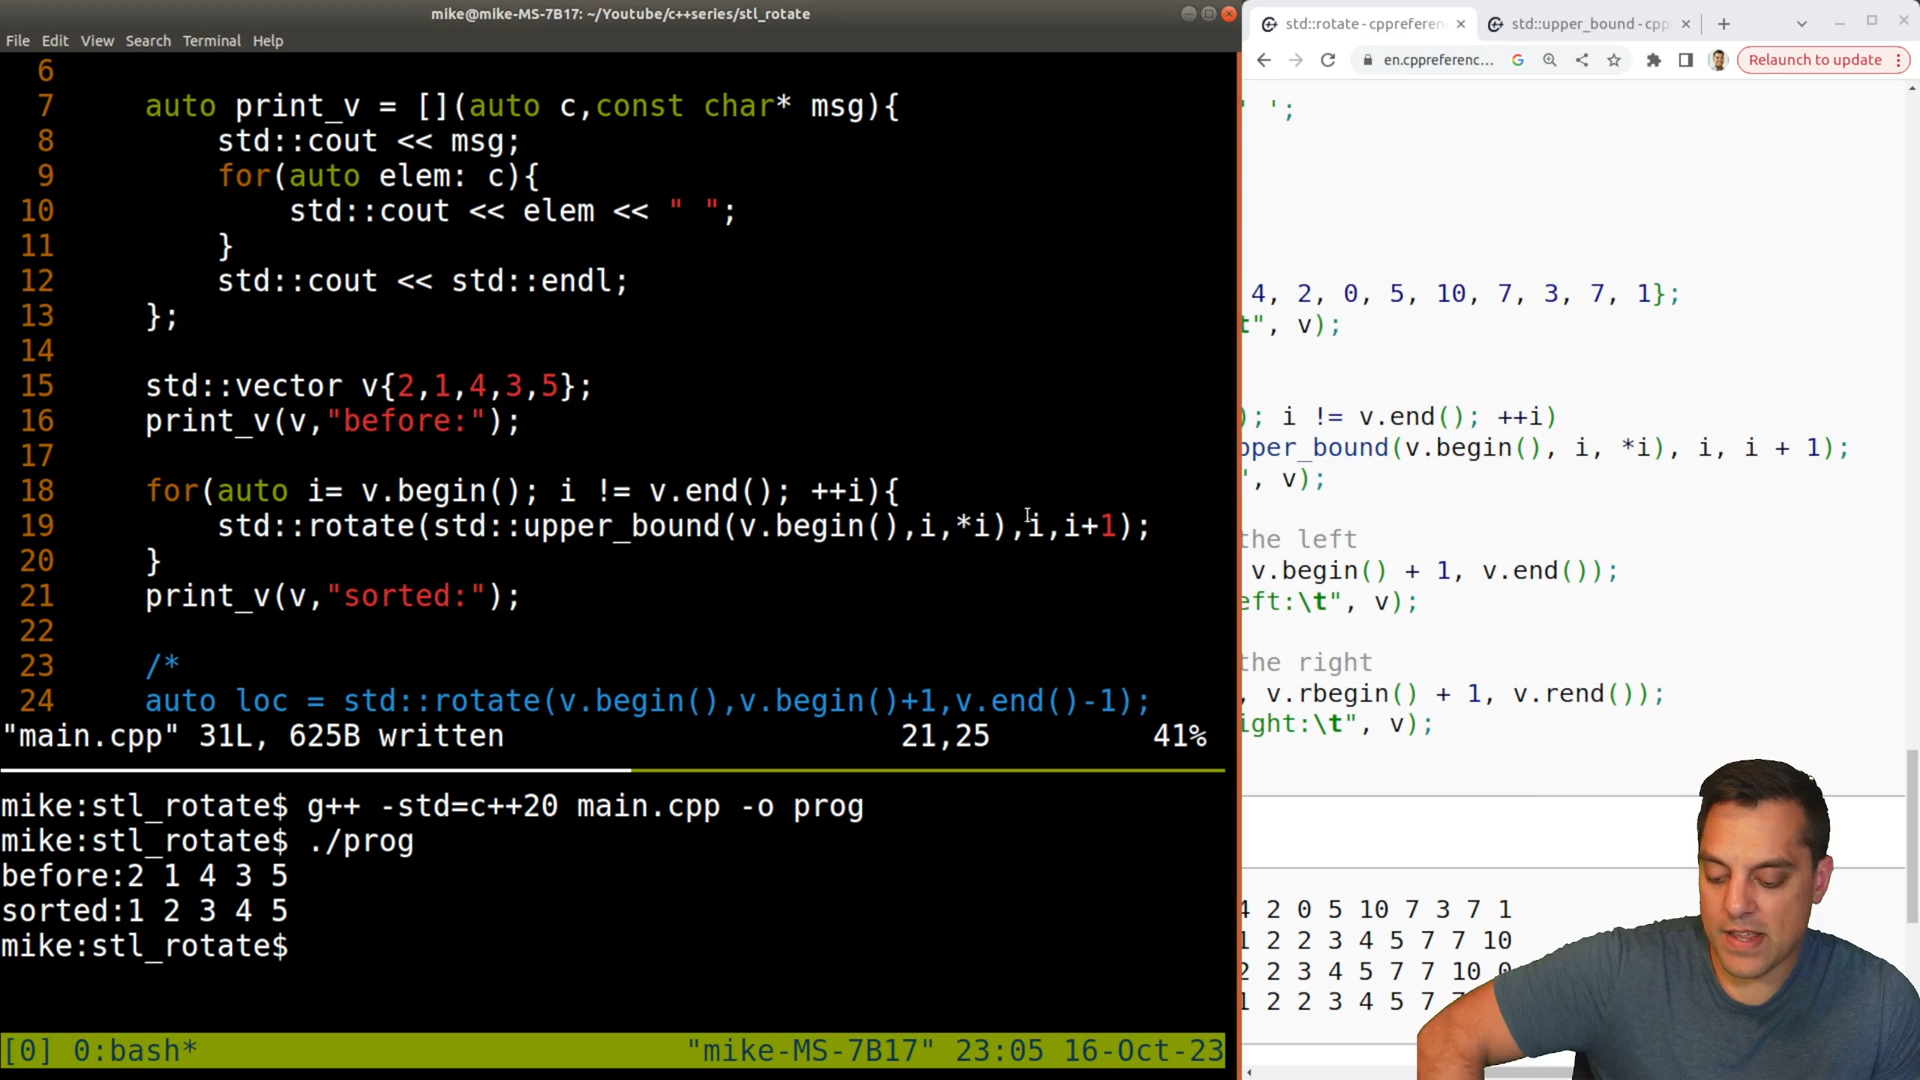 mike@mike-MS-7B17: ~/Youtube/c++series/stl_rotate
File Edit View Search Terminal Help
6
7 auto print_v = [](auto c,const char* msg){
8 std::cout << msg;
9 for(auto elem: c){
10 std::cout << elem << " ";
11 }
12 std::cout << std::endl;
13 };
14
15 std::vector v{2,1,4,3,5};
16 print_v(v,"before:");
17
18 for(auto i= v.begin(); i != v.end(); ++i){
19 std::rotate(std::upper_bound(v.begin(),i,*i),i,i+1);
20 }
21 print_v(v,"sorted:");
22
23 /*
24 auto loc = std::rotate(v.begin(),v.begin()+1,v.end()-1);
"main.cpp" 31L, 625B written 21,25 41%
mike:stl_rotate$ g++ -std=c++20 main.cpp -o prog
mike:stl_rotate$ ./prog
before:2 1 4 3 5
sorted:1 2 3 4 5
mike:stl_rotate$
[0] 0:bash* "mike-MS-7B17" 23:05 16-Oct-23
std::rotate - cppreferen
std::upper_bound - cpp
en.cppreferenc...
Relaunch to update
' ';
4, 2, 0, 5, 10, 7, 3, 7, 1};
t", v);
); i != v.end(); ++i)
pper_bound(v.begin(), i, *i), i, i + 1);
', v);
the left
v.begin() + 1, v.end());
eft:\t", v);
the right
, v.rbegin() + 1, v.rend());
ight:\t", v);
4 2 0 5 10 7 3 7 1
1 2 2 3 4 5 7 7 10
2 2 3 4 5 7 7 10 0
1 2 2 3 4 5 7 7